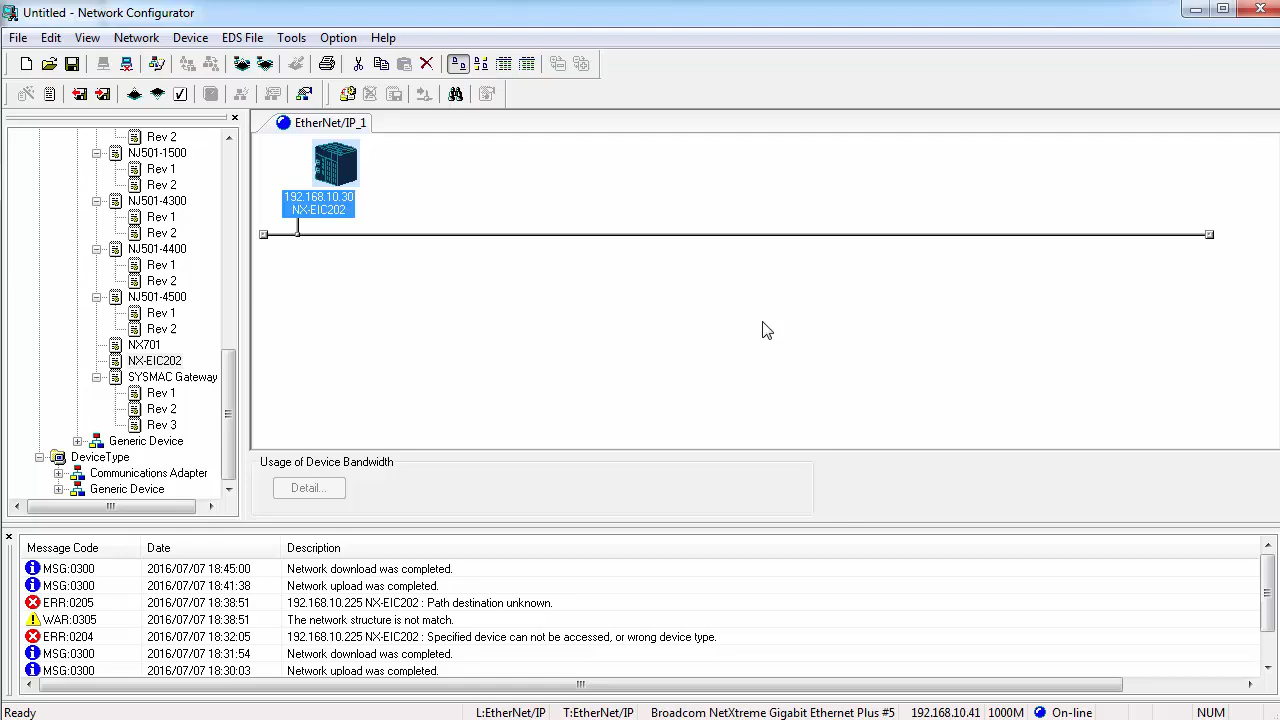 Untitled - Network Configurator
File Edit View Network Device EDS File Tools Option Help
EtherNet/IP_1
192.168.10.30
NX-EIC202
Rev 2
NJ501-1500
Rev 1
Rev 2
NJ501-4300
Rev 1
Rev 2
NJ501-4400
Rev 1
Rev 2
NJ501-4500
Rev 1
Rev 2
NX701
NX-EIC202
SYSMAC Gateway
Rev 1
Rev 2
Rev 3
Generic Device
DeviceType
Communications Adapter
Generic Device
Usage of Device Bandwidth
Detail...
Message Code Date Description
MSG:0300 2016/07/07 18:45:00 Network download was completed.
MSG:0300 2016/07/07 18:41:38 Network upload was completed.
ERR:0205 2016/07/07 18:38:51 192.168.10.225 NX-EIC202 : Path destination unknown.
WAR:0305 2016/07/07 18:38:51 The network structure is not match.
ERR:0204 2016/07/07 18:32:05 192.168.10.225 NX-EIC202 : Specified device can not be accessed, or wrong device type.
MSG:0300 2016/07/07 18:31:54 Network download was completed.
MSG:0300 2016/07/07 18:30:03 Network upload was completed.
Ready L:EtherNet/IP T:EtherNet/IP Broadcom NetXtreme Gigabit Ethernet Plus #5 192.168.10.41 1000M On-line NUM